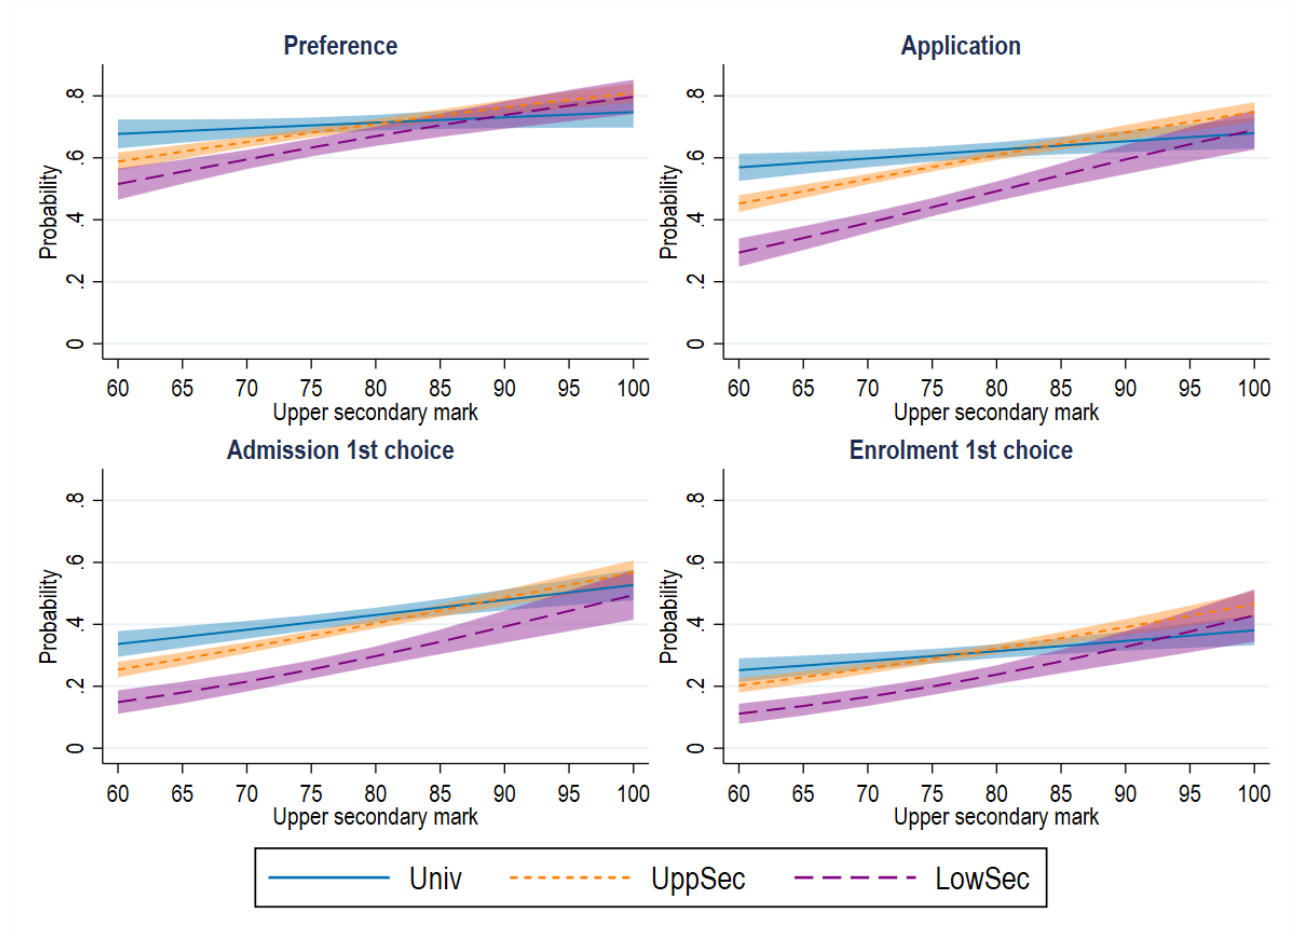 Preference
Probability
0 .2 .4 .6 .8
60 65 70 75 80 85 90 95 100
Upper secondary mark
Application
Probability
0 .2 .4 .6 .8
60 65 70 75 80 85 90 95 100
Upper secondary mark
Admission 1st choice
Probability
0 .2 .4 .6 .8
60 65 70 75 80 85 90 95 100
Upper secondary mark
Enrolment 1st choice
Probability
0 .2 .4 .6 .8
60 65 70 75 80 85 90 95 100
Upper secondary mark
Univ UppSec LowSec